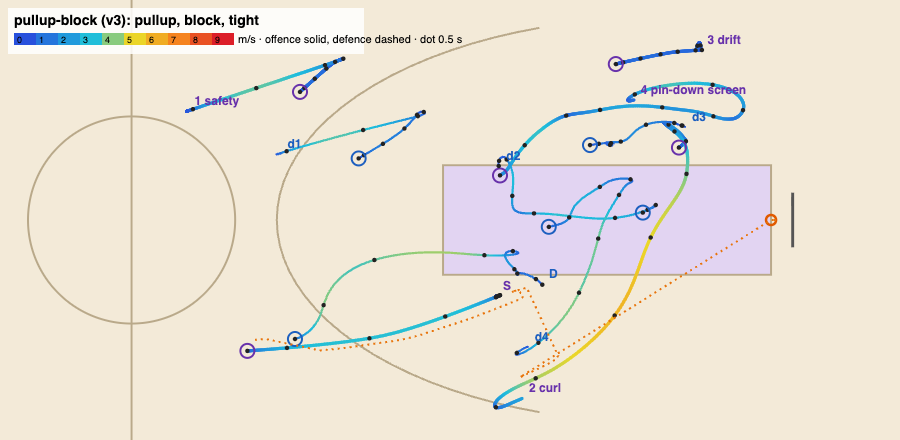 pullup-block (v3): pullup, block, tight
0 1 2 3 4 5 6 7 8 9 m/s · offence solid, defence dashed · dot 0.5 s
3 drift
4 pin-down screen
1 safety
d3
d1
d2
D
S
d4
2 curl